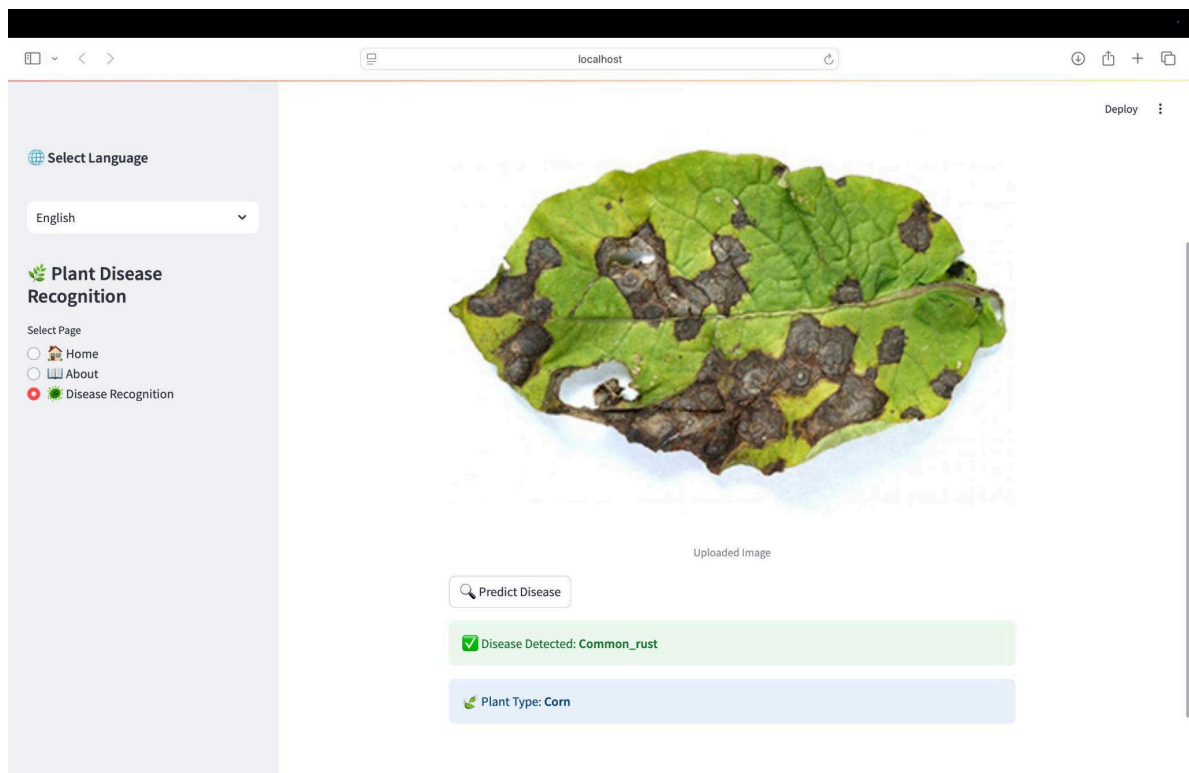 localhost
Deploy
🌐 Select Language
English
🌿 Plant Disease
Recognition
Select Page
🏠 Home
📖 About
🦠 Disease Recognition
Uploaded Image
🔍 Predict Disease
✅ Disease Detected: Common_rust
🍃 Plant Type: Corn